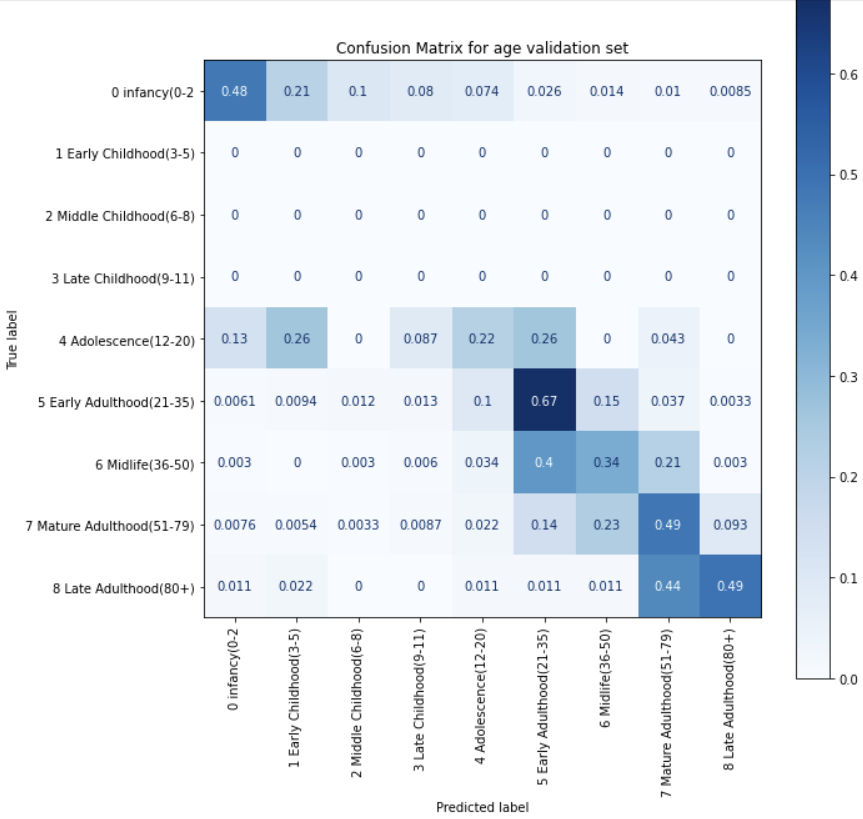 Confusion Matrix for age validation set
True label
0 infancy(0-2 0.48 0.21 0.1 0.08 0.074 0.026 0.014 0.01 0.0085
1 Early Childhood(3-5) 0 0 0 0 0 0 0 0 0
2 Middle Childhood(6-8) 0 0 0 0 0 0 0 0 0
3 Late Childhood(9-11) 0 0 0 0 0 0 0 0 0
4 Adolescence(12-20) 0.13 0.26 0 0.087 0.22 0.26 0 0.043 0
5 Early Adulthood(21-35) 0.0061 0.0094 0.012 0.013 0.1 0.67 0.15 0.037 0.0033
6 Midlife(36-50) 0.003 0 0.003 0.006 0.034 0.4 0.34 0.21 0.003
7 Mature Adulthood(51-79) 0.0076 0.0054 0.0033 0.0087 0.022 0.14 0.23 0.49 0.093
8 Late Adulthood(80+) 0.011 0.022 0 0 0.011 0.011 0.011 0.44 0.49
0 infancy(0-2
1 Early Childhood(3-5)
2 Middle Childhood(6-8)
3 Late Childhood(9-11)
4 Adolescence(12-20)
5 Early Adulthood(21-35)
6 Midlife(36-50)
7 Mature Adulthood(51-79)
8 Late Adulthood(80+)
Predicted label
0.6
0.5
0.4
0.3
0.2
0.1
0.0